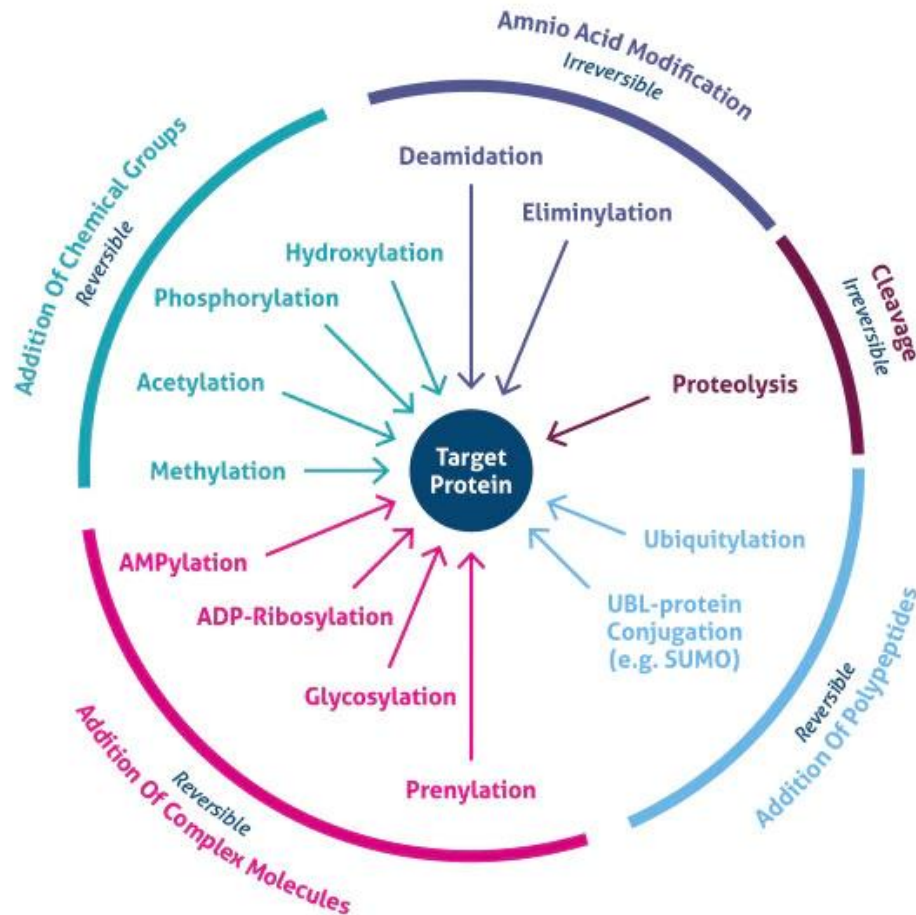 Amnio Acid Modification
Irreversible
Deamidation
Eliminylation
Cleavage
Irreversible
Proteolysis
Addition Of Chemical Groups
Reversible
Hydroxylation
Phosphorylation
Acetylation
Methylation
Target
Protein
AMPylation
ADP-Ribosylation
Glycosylation
Prenylation
Reversible
Addition Of Complex Molecules
Ubiquitylation
UBL-protein
Conjugation
(e.g. SUMO)
Reversible
Addition Of Polypeptides